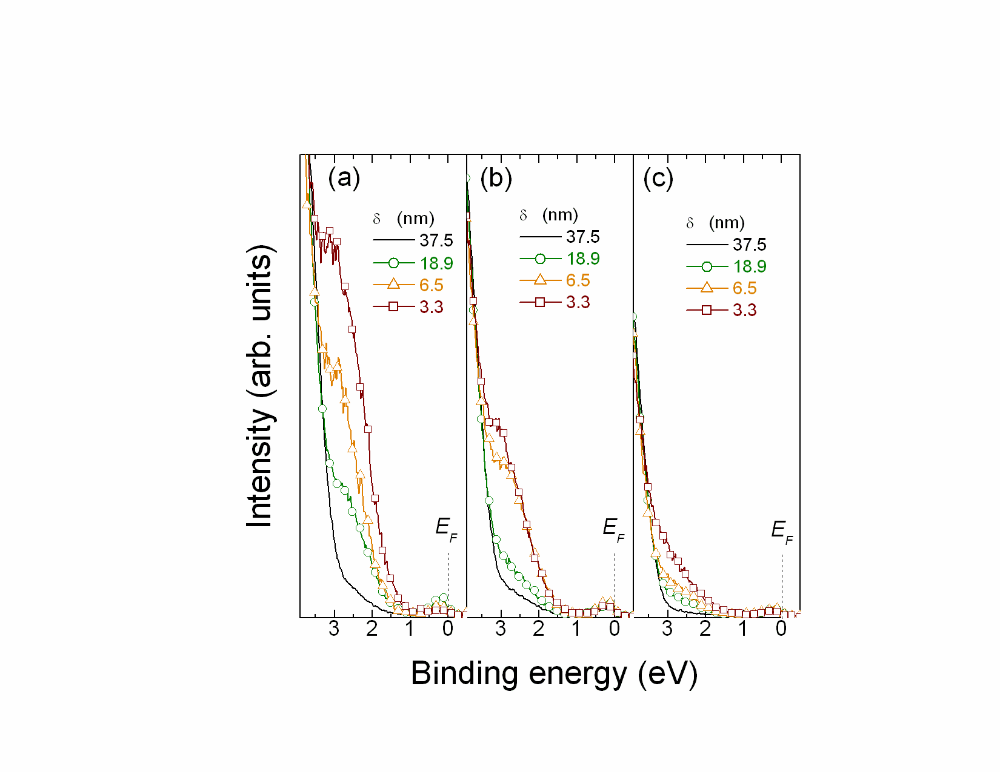 (a)
δ (nm)
37.5
18.9
6.5
3.3
E_F
(b)
δ (nm)
37.5
18.9
6.5
3.3
E_F
(c)
δ (nm)
37.5
18.9
6.5
3.3
E_F
Intensity (arb. units)
3 2 1 0 3 2 1 0 3 2 1 0
Binding energy (eV)